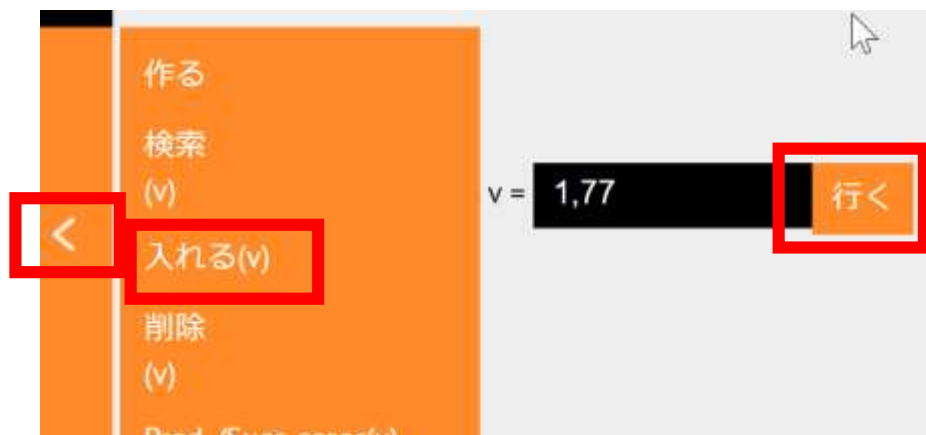 作る
検索
(v)
<
入れる(v)
v = 1,77 行く
削除
(v)